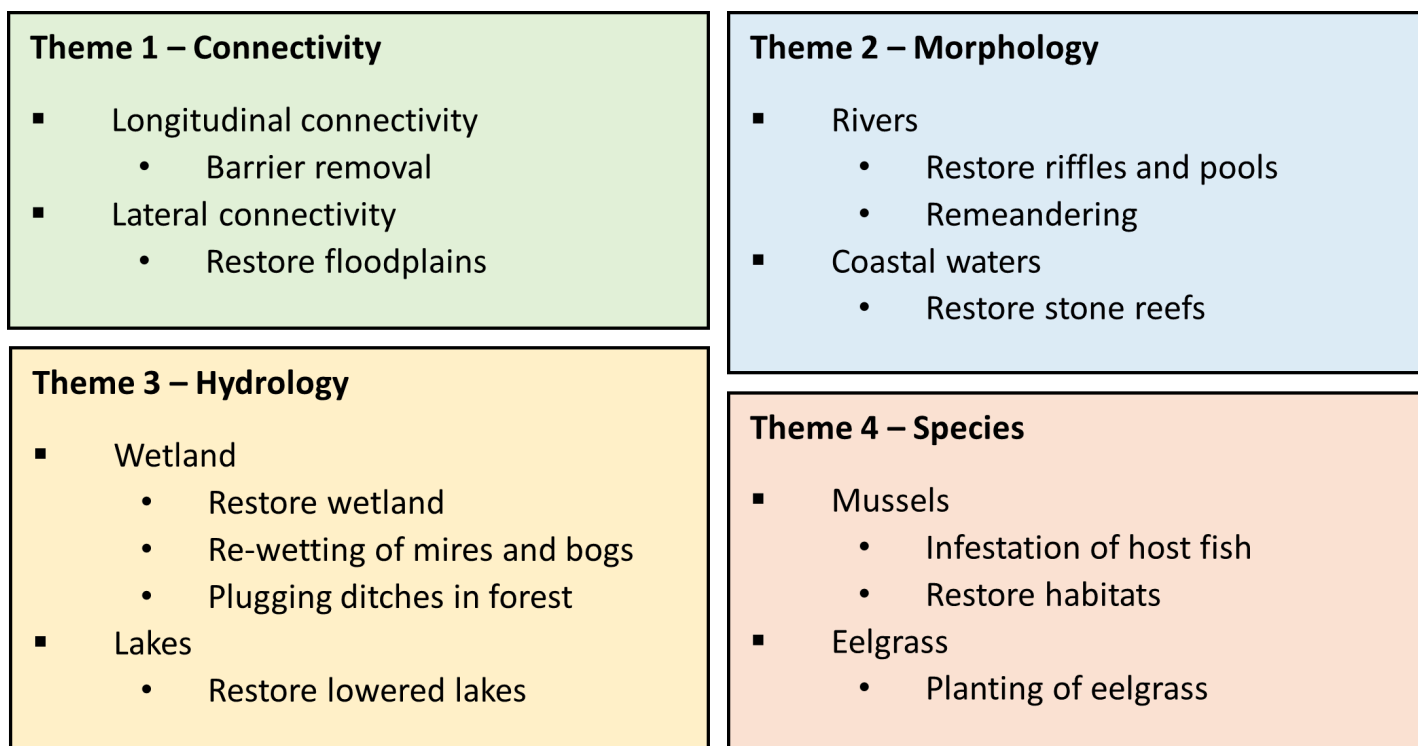 Theme 1 – Connectivity
▪ Longitudinal connectivity
• Barrier removal
▪ Lateral connectivity
• Restore floodplains
Theme 2 – Morphology
▪ Rivers
• Restore riffles and pools
• Remeandering
▪ Coastal waters
• Restore stone reefs
Theme 3 – Hydrology
▪ Wetland
• Restore wetland
• Re-wetting of mires and bogs
• Plugging ditches in forest
▪ Lakes
• Restore lowered lakes
Theme 4 – Species
▪ Mussels
• Infestation of host fish
• Restore habitats
▪ Eelgrass
• Planting of eelgrass